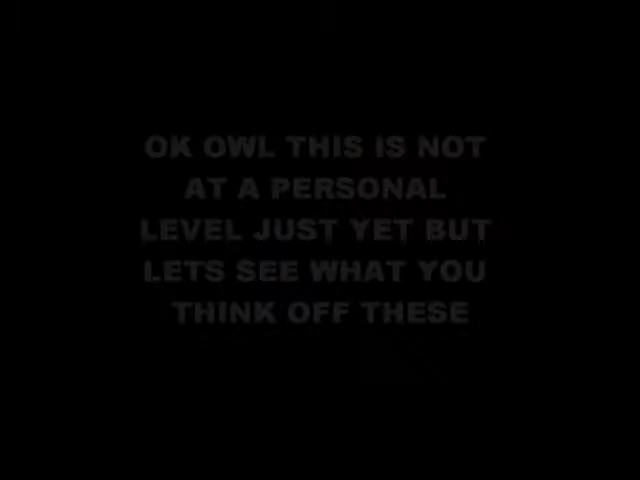 OK OWL THIS IS NOT
AT A PERSONAL
LEVEL JUST YET BUT
LETS SEE WHAT YOU
THINK OFF THESE